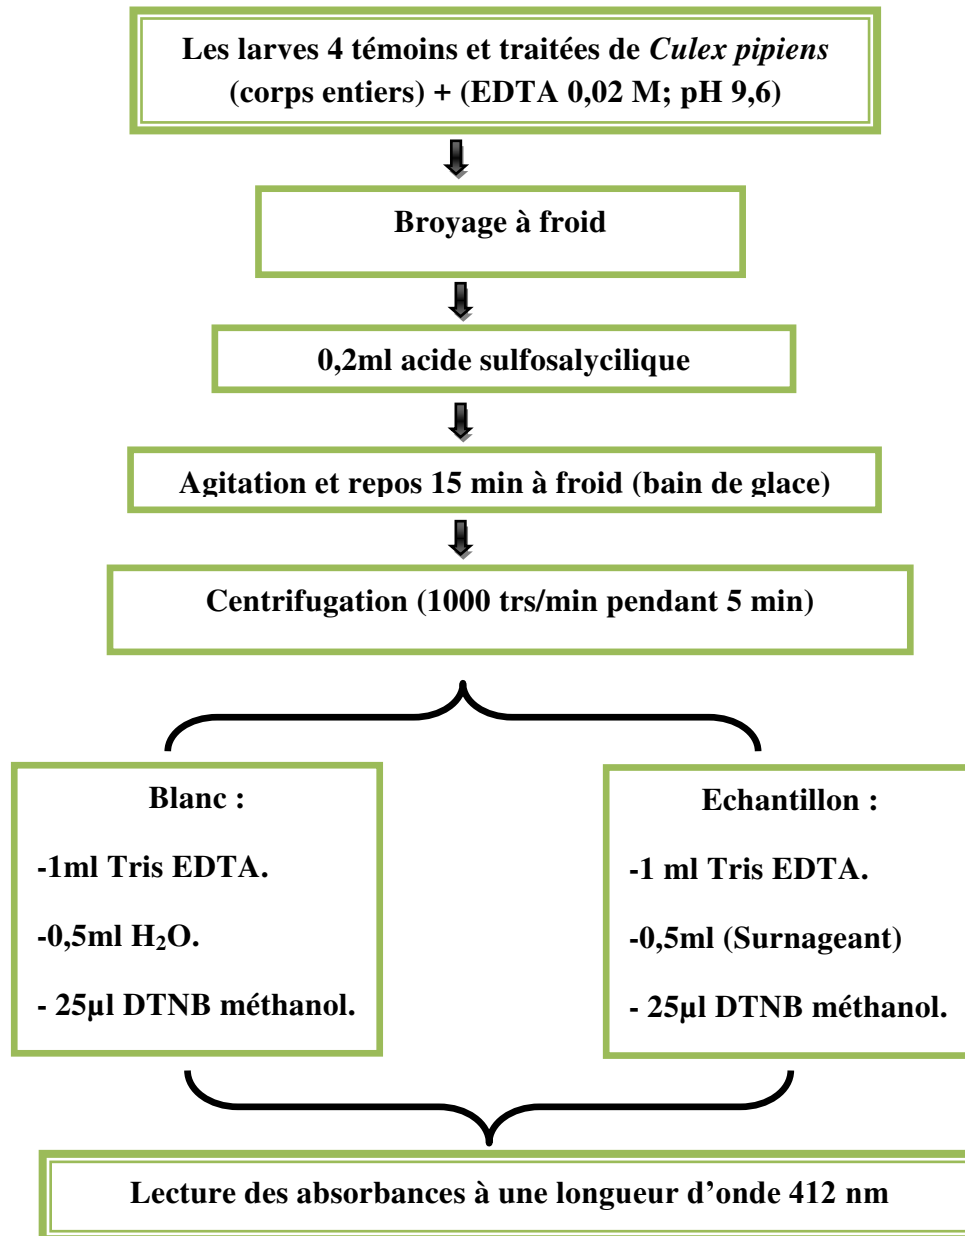 Les larves 4 témoins et traitées de Culex pipiens
(corps entiers) + (EDTA 0,02 M; pH 9,6)
Broyage à froid
0,2ml acide sulfosalycilique
Agitation et repos 15 min à froid (bain de glace)
Centrifugation (1000 trs/min pendant 5 min)
Blanc :
-1ml Tris EDTA.
-0,5ml H₂O.
- 25µl DTNB méthanol.
Echantillon :
-1 ml Tris EDTA.
-0,5ml (Surnageant)
- 25µl DTNB méthanol.
Lecture des absorbances à une longueur d’onde 412 nm